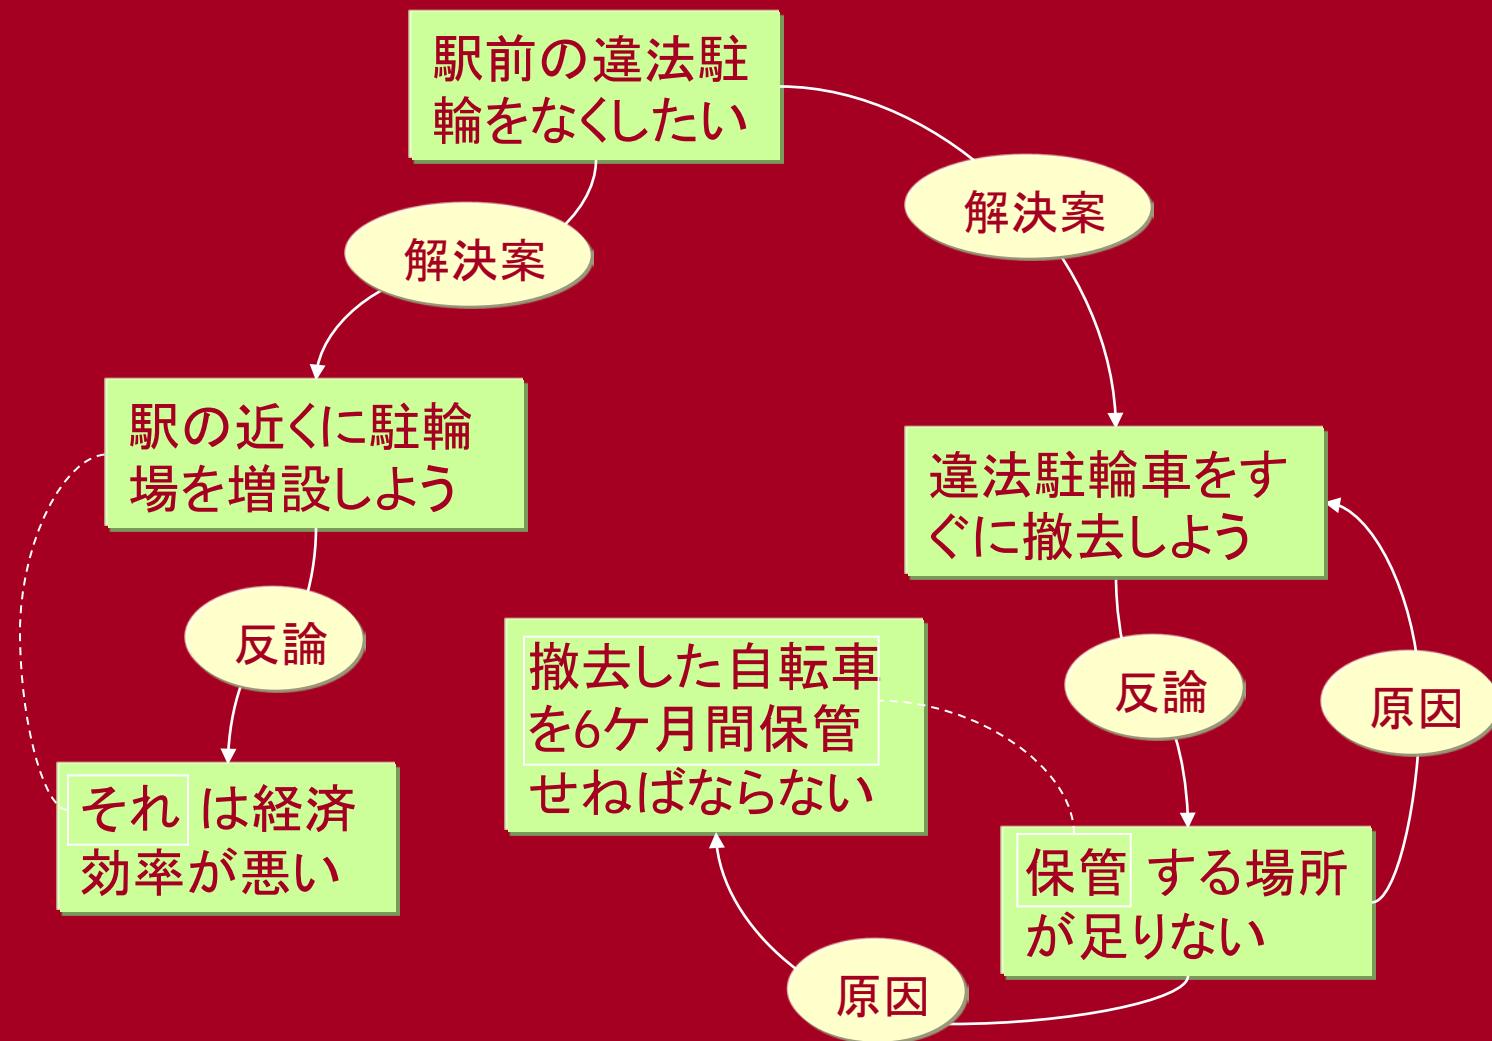 駅前の違法駐
輪をなくしたい
解決案
解決案
駅の近くに駐輪
場を増設しよう
違法駐輪車をす
ぐに撤去しよう
反論
撤去した自転車
を6ケ月間保管
せねばならない
反論
原因
それ は経済
効率が悪い
保管 する場所
が足りない
原因